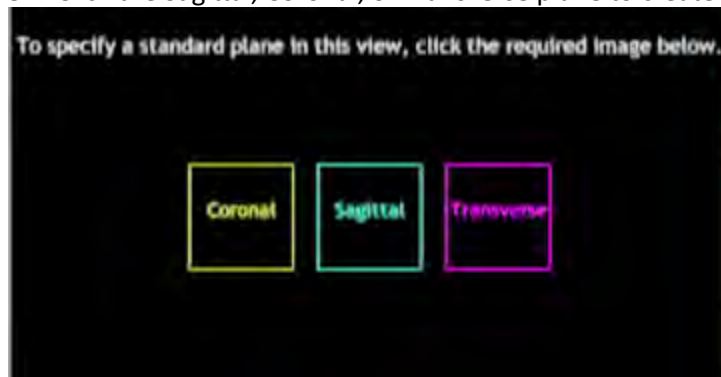 To specify a standard plane in this view, click the required image below.
Coronal
Sagittal
Transverse